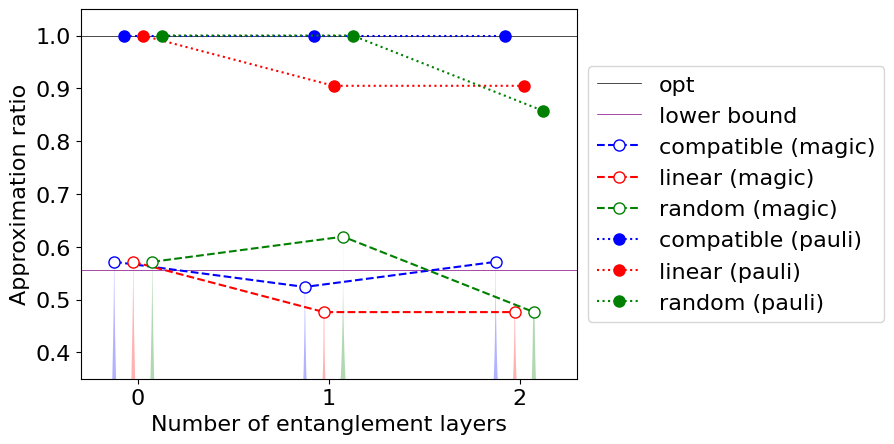 Approximation ratio
1.0
0.9
0.8
0.7
0.6
0.5
0.4
0
1
2
Number of entanglement layers
opt
lower bound
compatible (magic)
linear (magic)
random (magic)
compatible (pauli)
linear (pauli)
random (pauli)